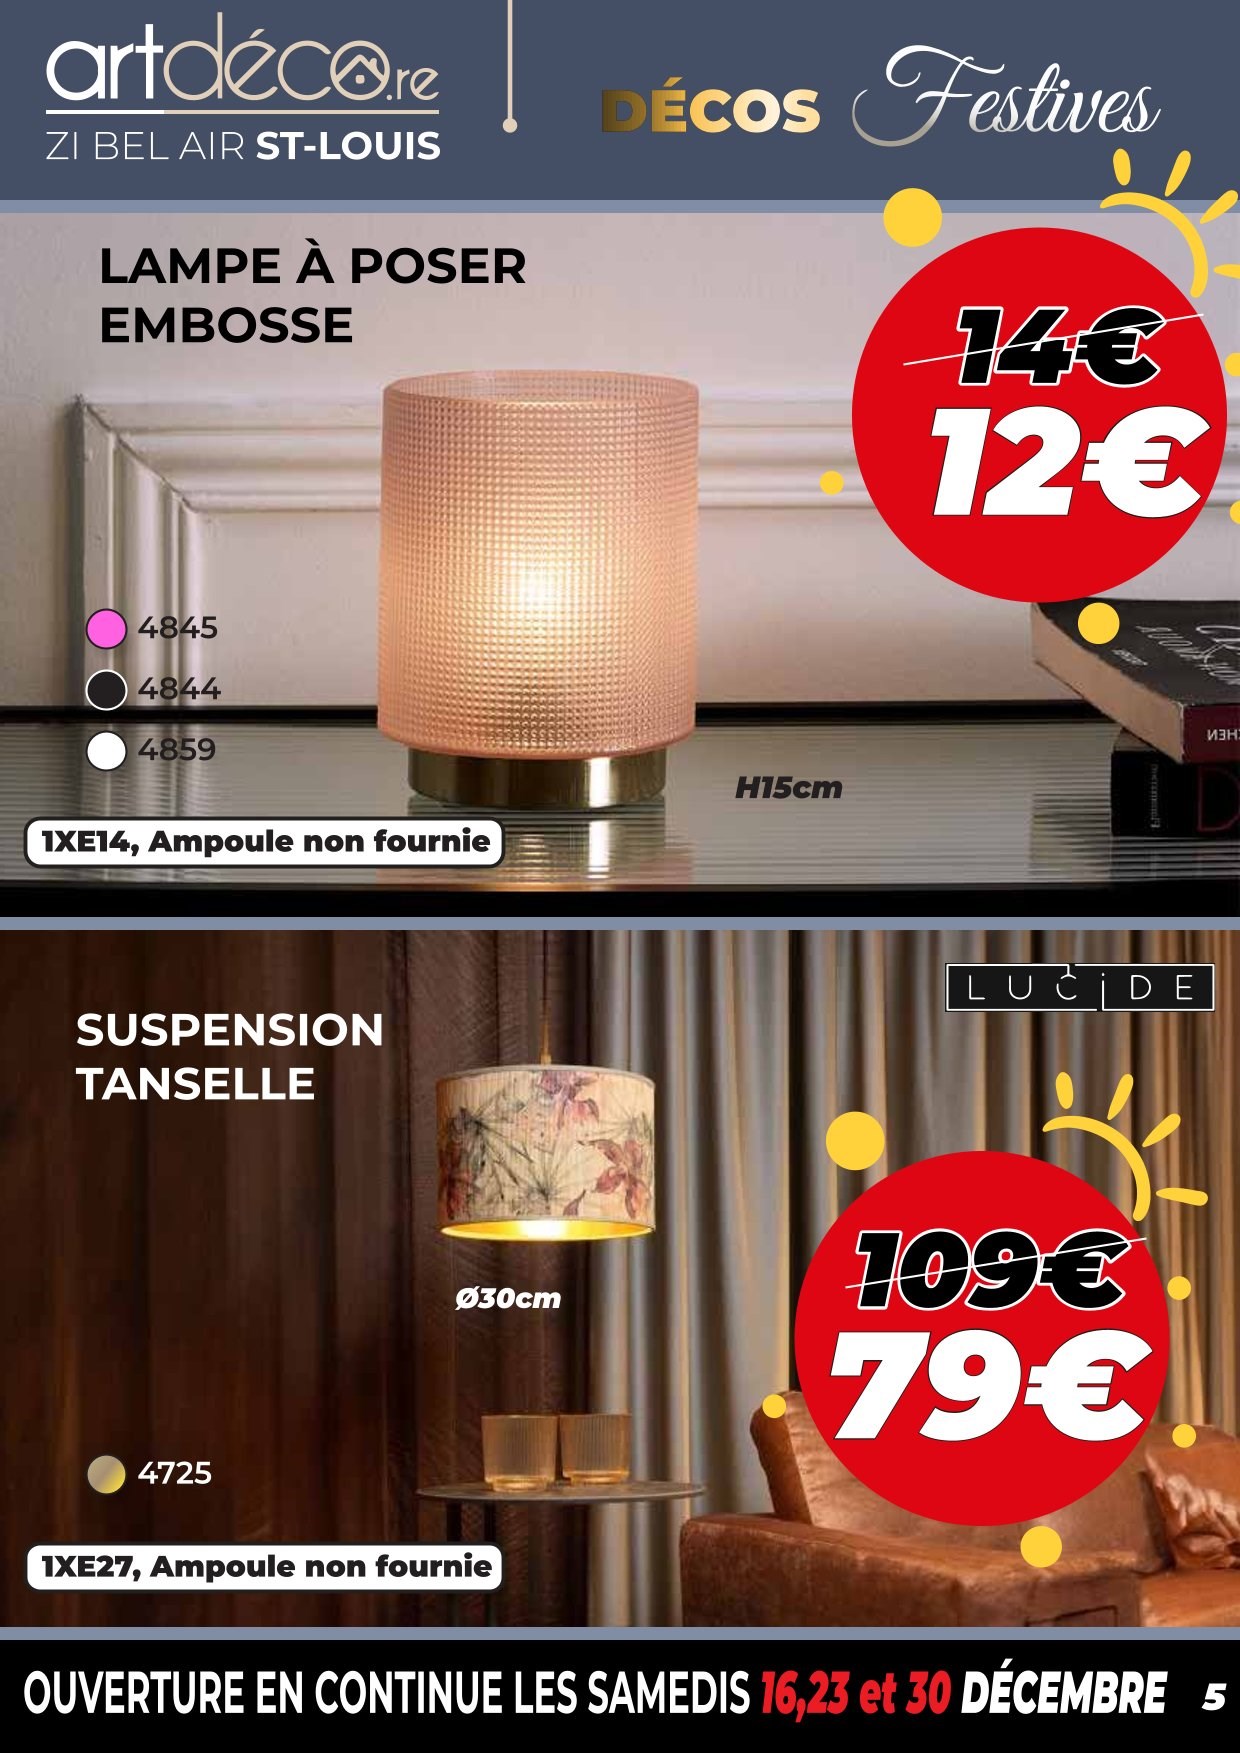 artdéco.re
ZI BEL AIR ST-LOUIS
DÉCOS Festives
LAMPE À POSER
EMBOSSE
14€
12€
4845
4844
4859
H15cm
1XE14, Ampoule non fournie
LUCiDE
SUSPENSION
TANSELLE
109€
79€
Ø30cm
4725
1XE27, Ampoule non fournie
OUVERTURE EN CONTINUE LES SAMEDIS 16,23 et 30 DÉCEMBRE 5